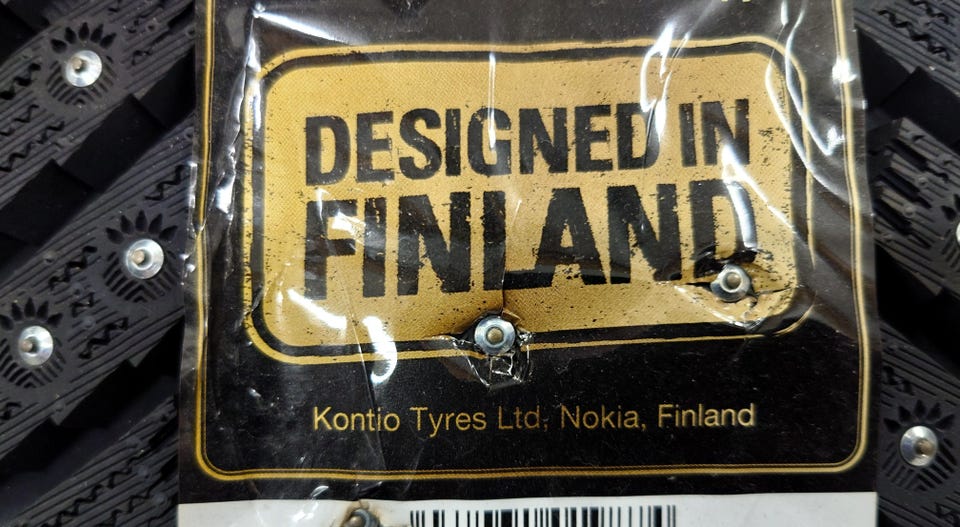 DESIGNED IN
FINLAND
Kontio Tyres Ltd, Nokia, Finland